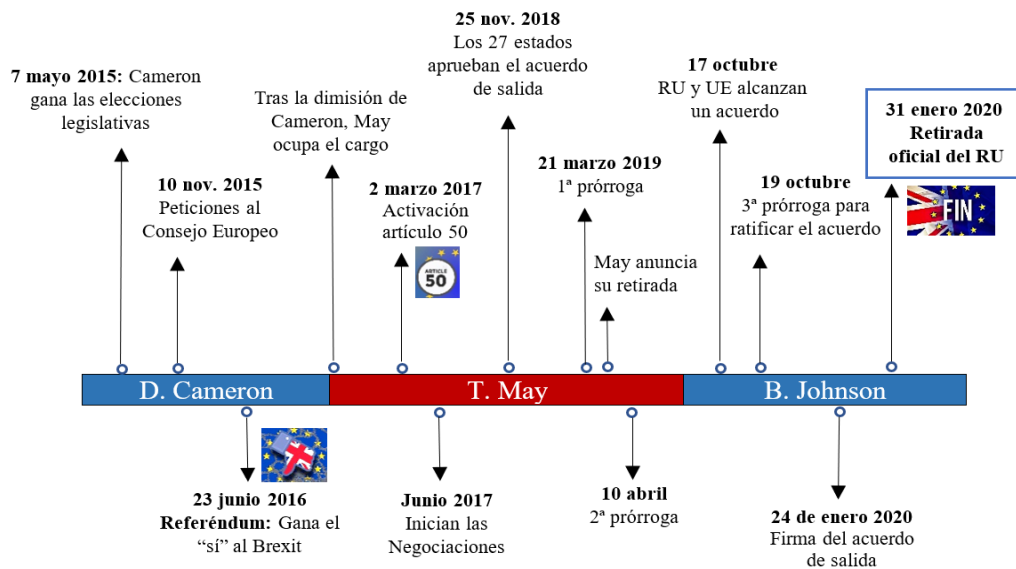 7 mayo 2015: Cameron
gana las elecciones
legislativas
10 nov. 2015
Peticiones al
Consejo Europeo
Tras la dimisión de
Cameron, May
ocupa el cargo
2 marzo 2017
Activación
artículo 50
ARTICLE
50
25 nov. 2018
Los 27 estados
aprueban el acuerdo
de salida
21 marzo 2019
1ª prórroga
May anuncia
su retirada
17 octubre
RU y UE alcanzan
un acuerdo
19 octubre
3ª prórroga para
ratificar el acuerdo
31 enero 2020
Retirada
oficial del RU
FIN
D. Cameron
T. May
B. Johnson
23 junio 2016
Referéndum: Gana el
“sí” al Brexit
Junio 2017
Inician las
Negociaciones
10 abril
2ª prórroga
24 de enero 2020
Firma del acuerdo
de salida